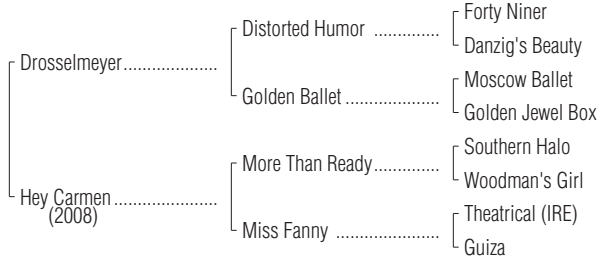 Forty Niner
Distorted Humor ..............
Danzig's Beauty
Drosselmeyer....................
Moscow Ballet
Golden Ballet ....................
Golden Jewel Box
Southern Halo
More Than Ready..............
Woodman's Girl
Hey Carmen ......................
(2008)
Theatrical (IRE)
Miss Fanny ......................
Guiza